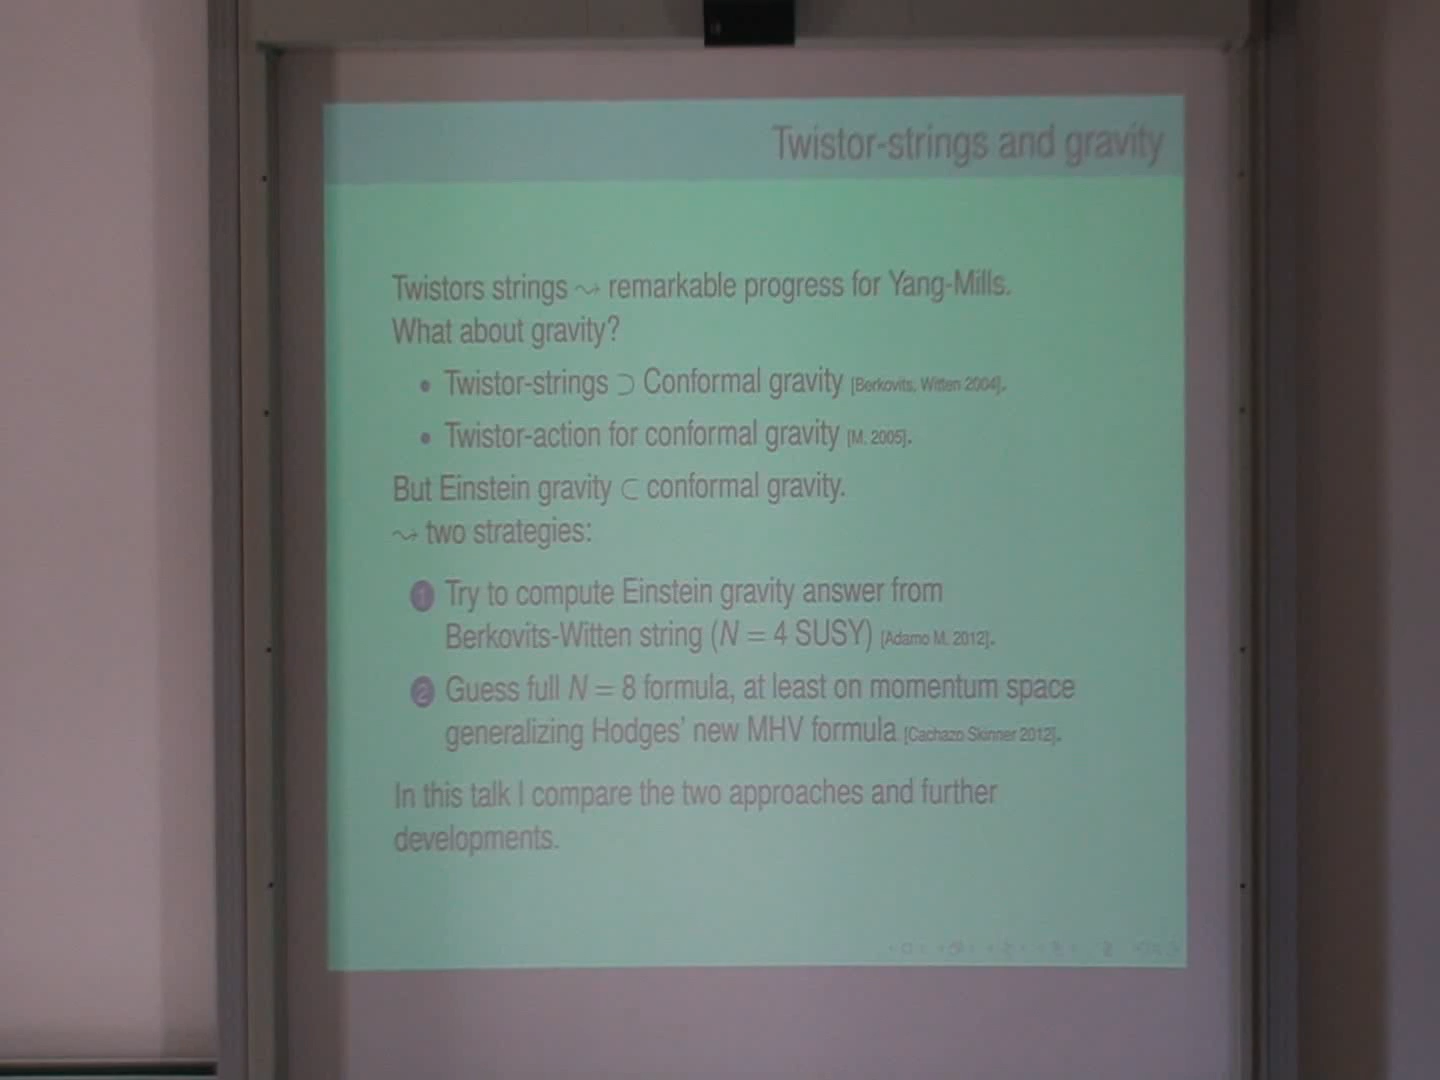 Twistor-strings and gravity
Twistors strings ⇝ remarkable progress for Yang-Mills.
What about gravity?
• Twistor-strings ⊃ Conformal gravity [Berkovits, Witten 2004].
• Twistor-action for conformal gravity [M. 2005].
But Einstein gravity ⊂ conformal gravity.
⇝ two strategies:
1 Try to compute Einstein gravity answer from
Berkovits-Witten string (N = 4 SUSY) [Adamo M. 2012].
2 Guess full N = 8 formula, at least on momentum space
generalizing Hodges' new MHV formula [Cachazo Skinner 2012].
In this talk I compare the two approaches and further
developments.